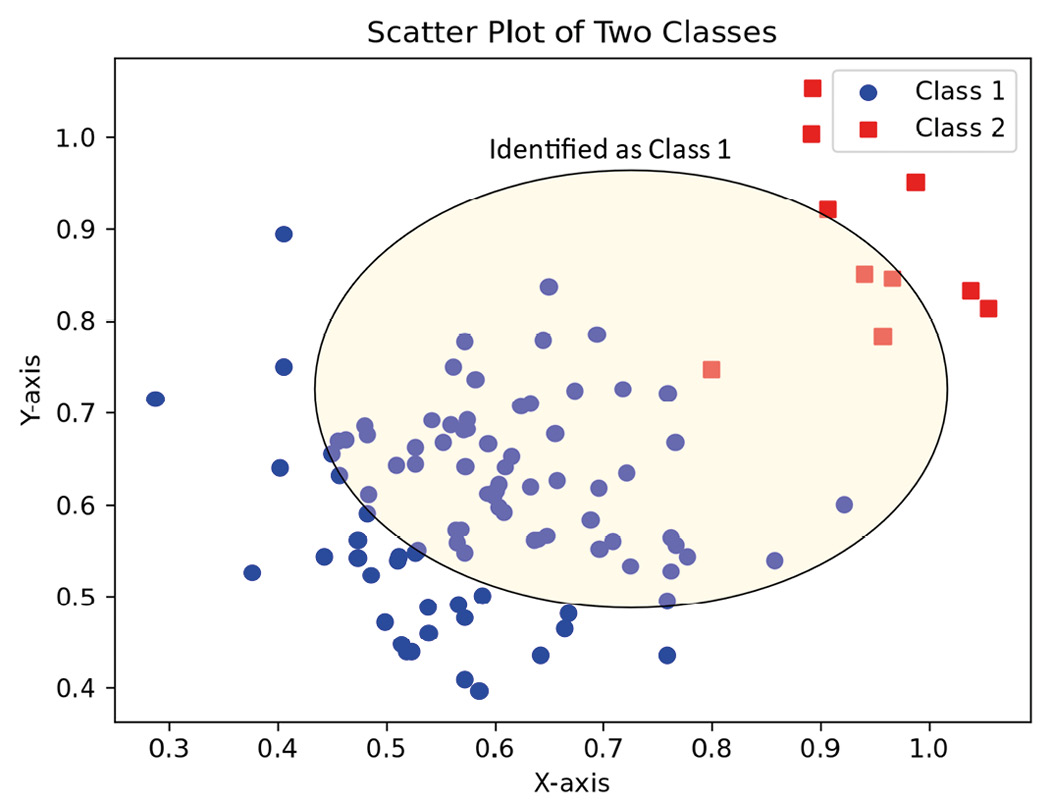 Scatter Plot of Two Classes
Class 1
Class 2
Identified as Class 1
1.0
0.9
0.8
0.7
0.6
0.5
0.4
Y-axis
0.3 0.4 0.5 0.6 0.7 0.8 0.9 1.0
X-axis